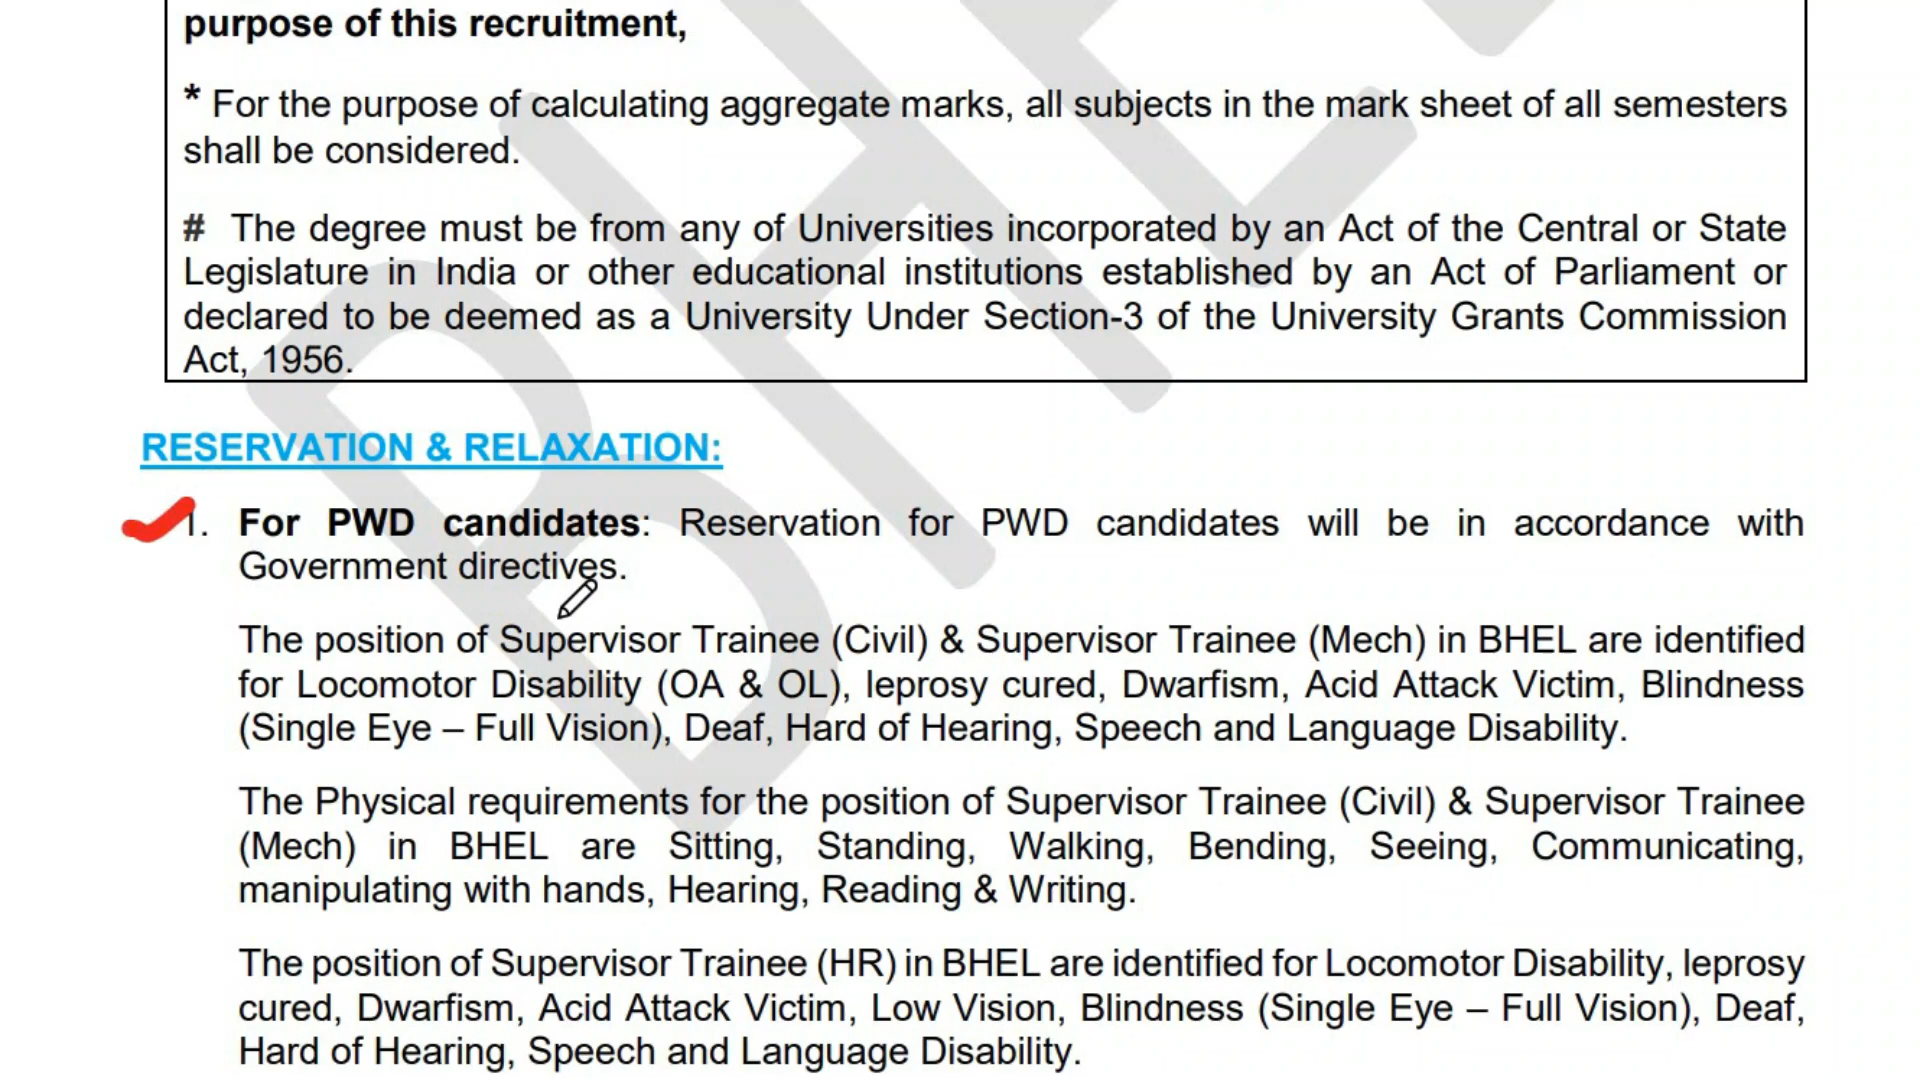 purpose of this recruitment,
* For the purpose of calculating aggregate marks, all subjects in the mark sheet of all semesters
shall be considered.
# The degree must be from any of Universities incorporated by an Act of the Central or State
Legislature in India or other educational institutions established by an Act of Parliament or
declared to be deemed as a University Under Section-3 of the University Grants Commission
Act, 1956.
RESERVATION & RELAXATION:
1. For PWD candidates: Reservation for PWD candidates will be in accordance with
Government directives.
The position of Supervisor Trainee (Civil) & Supervisor Trainee (Mech) in BHEL are identified
for Locomotor Disability (OA & OL), leprosy cured, Dwarfism, Acid Attack Victim, Blindness
(Single Eye – Full Vision), Deaf, Hard of Hearing, Speech and Language Disability.
The Physical requirements for the position of Supervisor Trainee (Civil) & Supervisor Trainee
(Mech) in BHEL are Sitting, Standing, Walking, Bending, Seeing, Communicating,
manipulating with hands, Hearing, Reading & Writing.
The position of Supervisor Trainee (HR) in BHEL are identified for Locomotor Disability, leprosy
cured, Dwarfism, Acid Attack Victim, Low Vision, Blindness (Single Eye – Full Vision), Deaf,
Hard of Hearing, Speech and Language Disability.